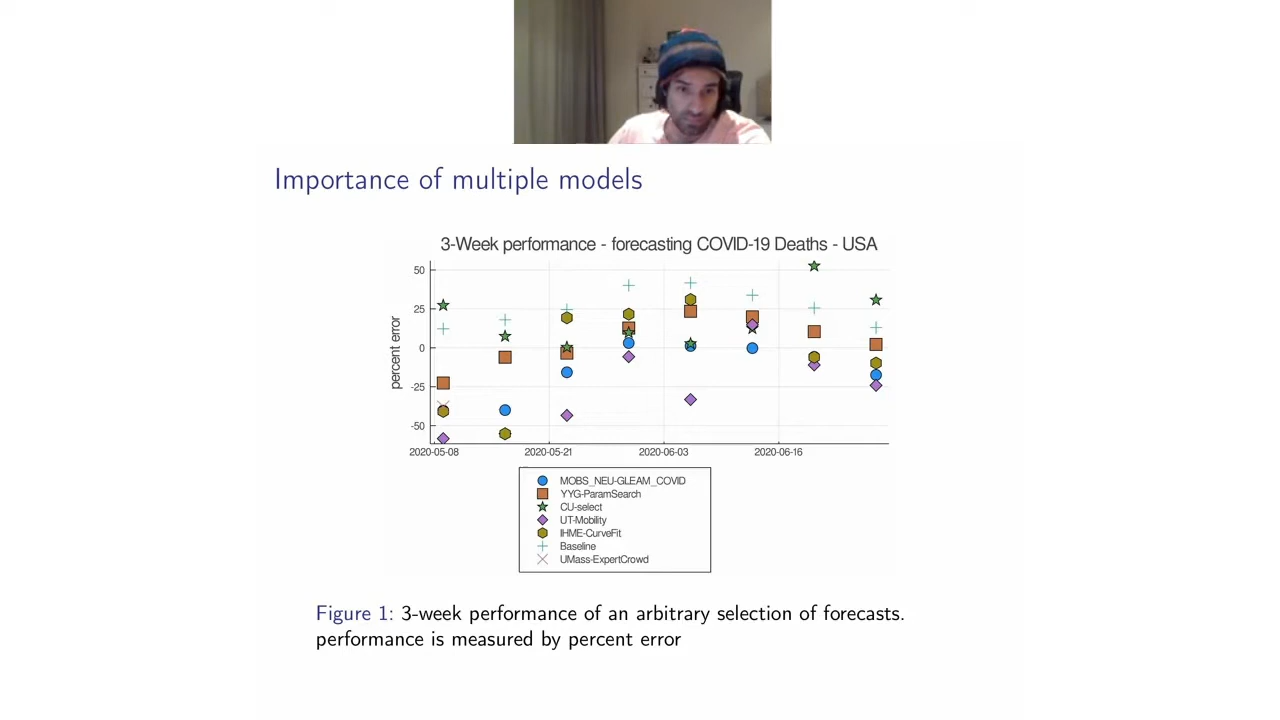 Importance of multiple models
3-Week performance - forecasting COVID-19 Deaths - USA
50
25
0
-25
-50
percent error
2020-05-08 2020-05-21 2020-06-03 2020-06-16
MOBS_NEU-GLEAM_COVID
YYG-ParamSearch
CU-select
UT-Mobility
IHME-CurveFit
Baseline
UMass-ExpertCrowd
Figure 1: 3-week performance of an arbitrary selection of forecasts.
performance is measured by percent error